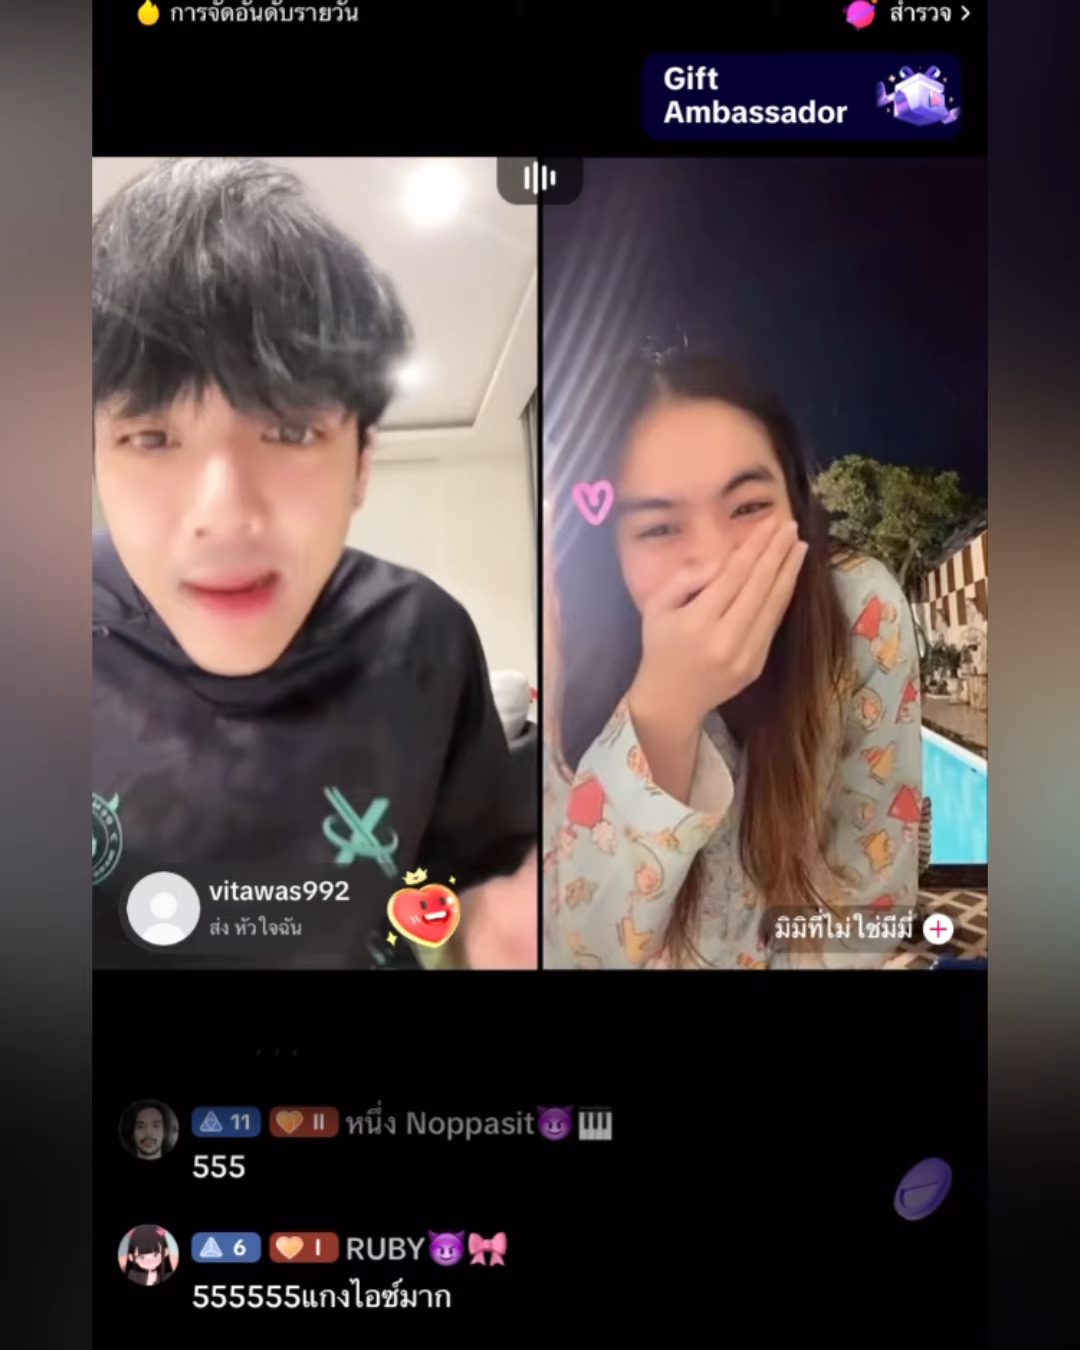 การจัดอันดับรายวัน
สำรวจ >
Gift
Ambassador
vitawas992
ส่ง หัวใจฉัน
มิมิที่ไม่ใช่มีมี่
11 II หนึ่ง Noppasit😈🎹
555
6 I RUBY😈🎀
555555แกงไอซ์มาก